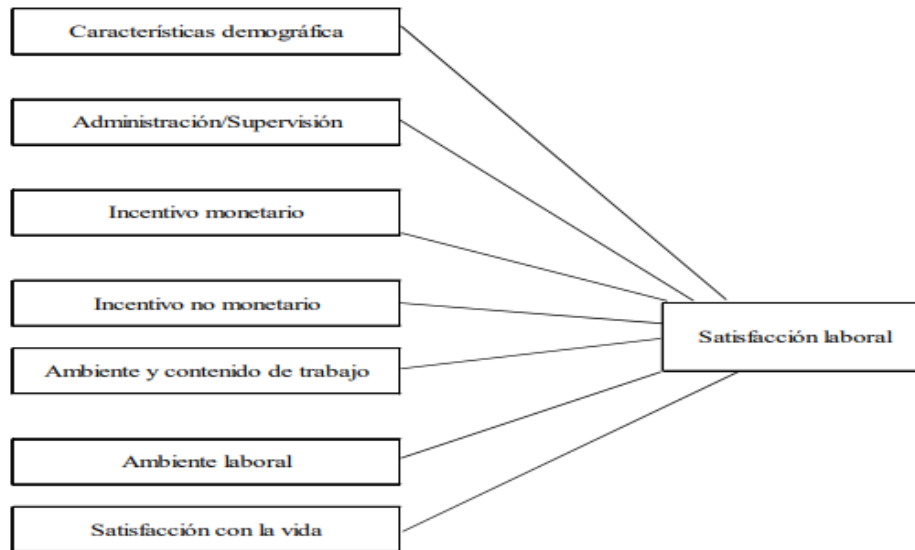 Características demográfica
Administración/Supervisión
Incentivo monetario
Incentivo no monetario
Satisfacción laboral
Ambiente y contenido de trabajo
Ambiente laboral
Satisfacción con la vida